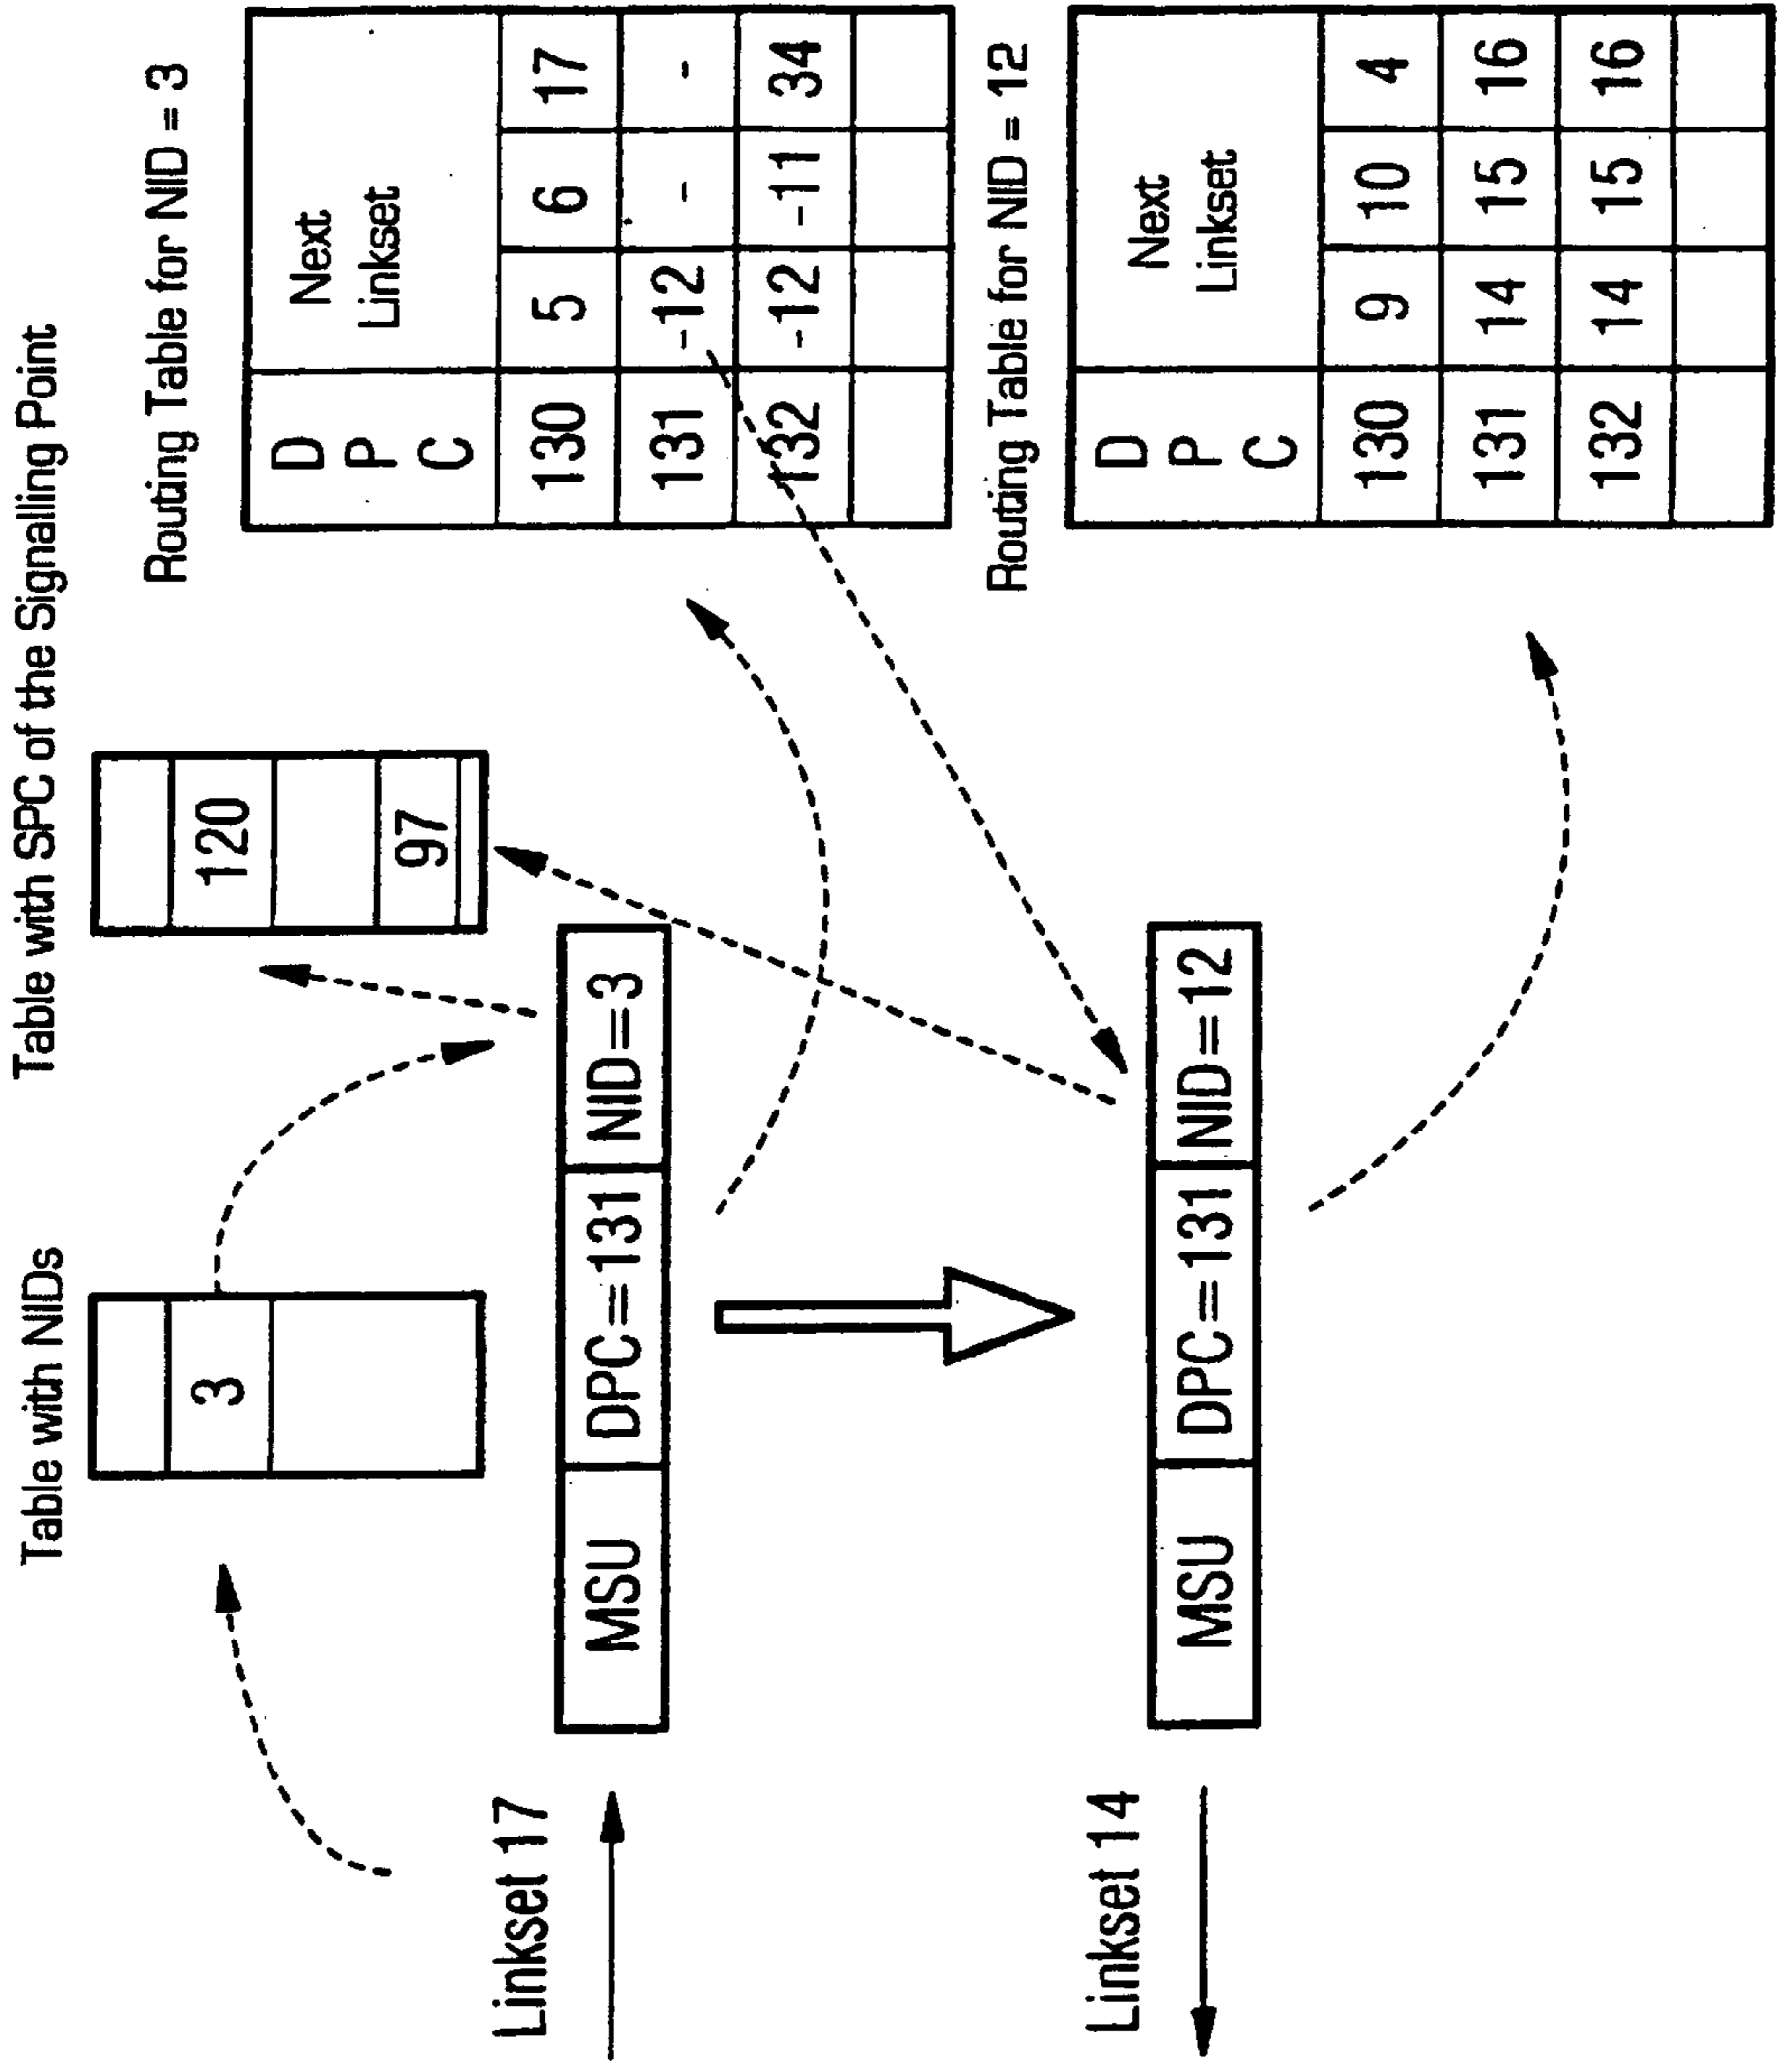 Table with NIDs
Table with SPC of the Signalling Point
3
120
97
Linkset 17
MSU DPC=131 NID=3
Routing Table for NID = 3
D P C Next Linkset
130 5 6 17
131 -12 - -
132 -12 -11 34
Linkset 14
MSU DPC=131 NID=12
Routing Table for NID = 12
D P C Next Linkset
130 9 10 4
131 14 15 16
132 14 15 16